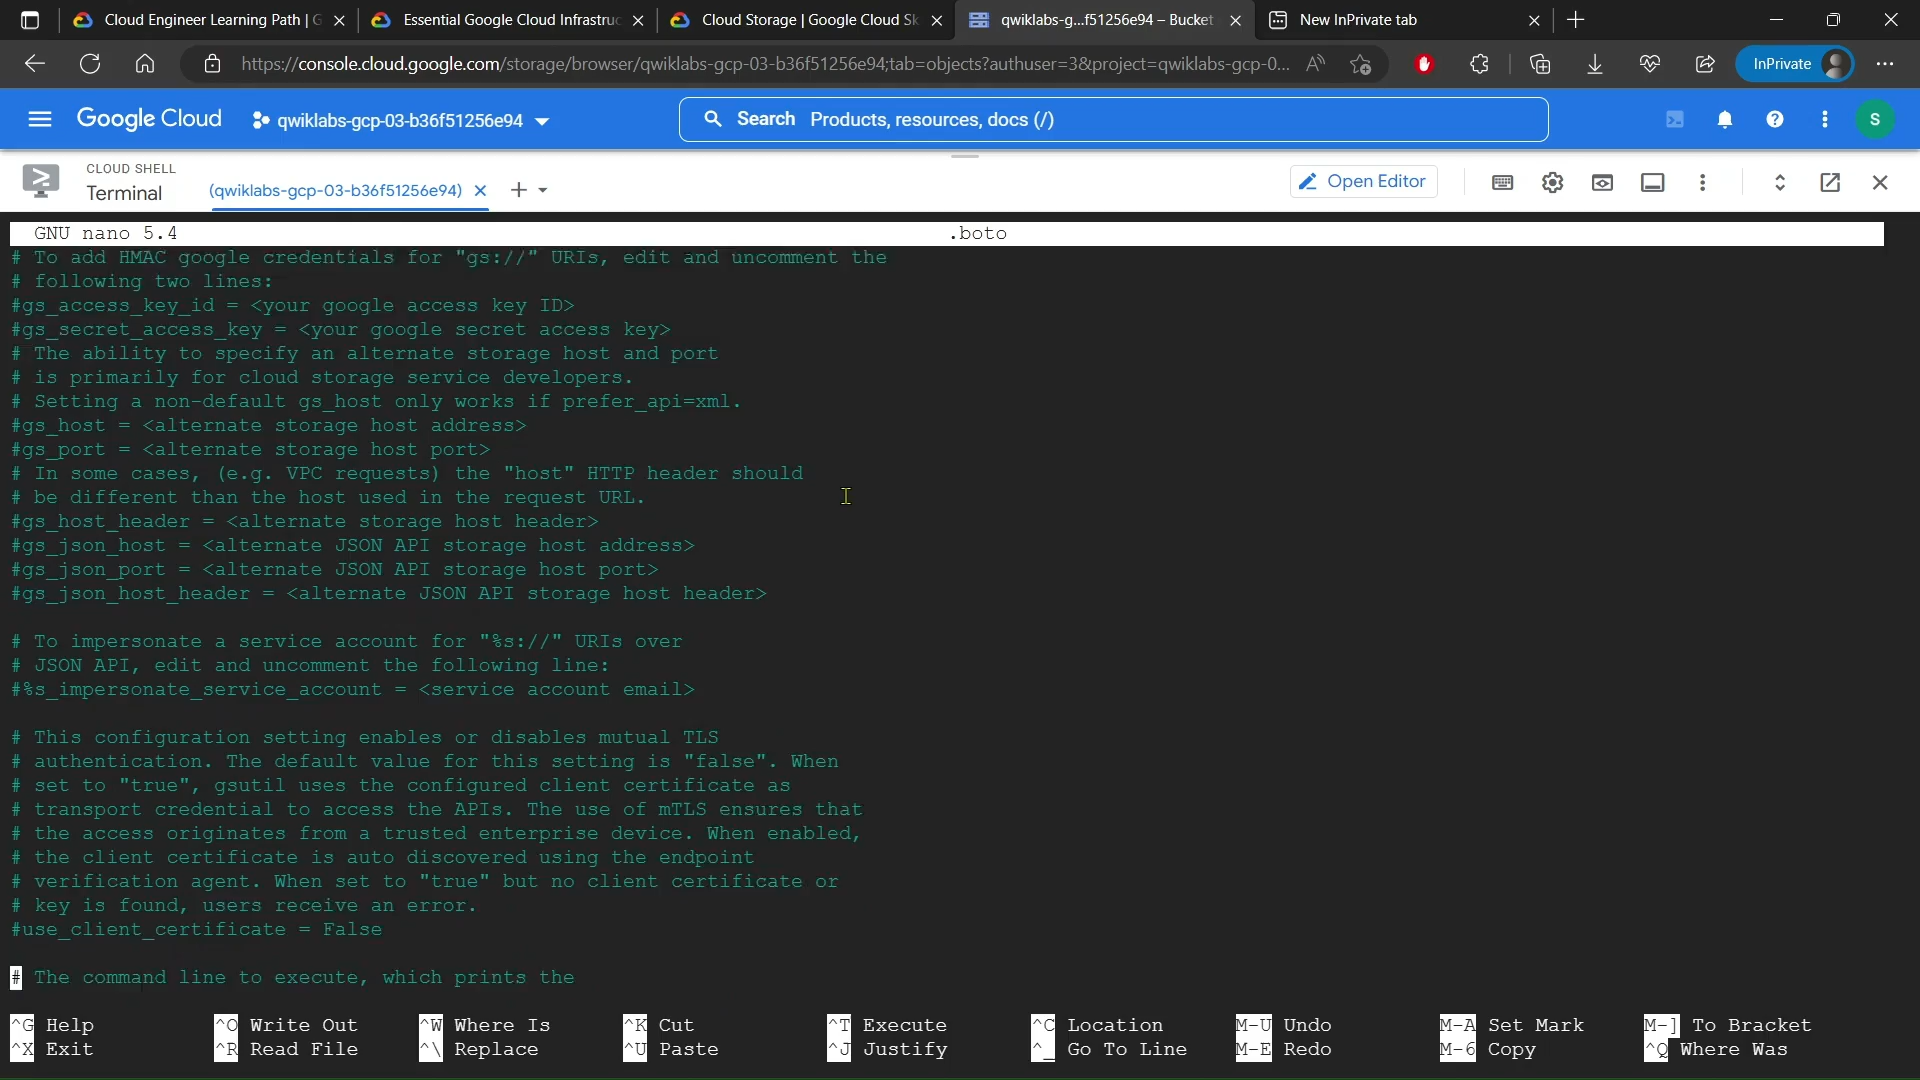 Cloud Engineer Learning Path | G
Essential Google Cloud Infrastruc
Cloud Storage | Google Cloud Sk
qwiklabs-g...f51256e94 – Bucket
New InPrivate tab
https://console.cloud.google.com/storage/browser/qwiklabs-gcp-03-b36f51256e94;tab=objects?authuser=3&project=qwiklabs-gcp-0...
InPrivate
Google Cloud
qwiklabs-gcp-03-b36f51256e94
Search Products, resources, docs (/)
S
CLOUD SHELL
Terminal
(qwiklabs-gcp-03-b36f51256e94)
Open Editor
GNU nano 5.4 .boto
# To add HMAC google credentials for "gs://" URIs, edit and uncomment the
# following two lines:
#gs_access_key_id = <your google access key ID>
#gs_secret_access_key = <your google secret access key>
# The ability to specify an alternate storage host and port
# is primarily for cloud storage service developers.
# Setting a non-default gs_host only works if prefer_api=xml.
#gs_host = <alternate storage host address>
#gs_port = <alternate storage host port>
# In some cases, (e.g. VPC requests) the "host" HTTP header should
# be different than the host used in the request URL.
#gs_host_header = <alternate storage host header>
#gs_json_host = <alternate JSON API storage host address>
#gs_json_port = <alternate JSON API storage host port>
#gs_json_host_header = <alternate JSON API storage host header>
# To impersonate a service account for "%s://" URIs over
# JSON API, edit and uncomment the following line:
#%s_impersonate_service_account = <service account email>
# This configuration setting enables or disables mutual TLS
# authentication. The default value for this setting is "false". When
# set to "true", gsutil uses the configured client certificate as
# transport credential to access the APIs. The use of mTLS ensures that
# the access originates from a trusted enterprise device. When enabled,
# the client certificate is auto discovered using the endpoint
# verification agent. When set to "true" but no client certificate or
# key is found, users receive an error.
#use_client_certificate = False
# The command line to execute, which prints the
^G Help ^O Write Out ^W Where Is ^K Cut ^T Execute ^C Location M-U Undo M-A Set Mark M-] To Bracket
^X Exit ^R Read File ^\ Replace ^U Paste ^J Justify ^_ Go To Line M-E Redo M-6 Copy ^Q Where Was